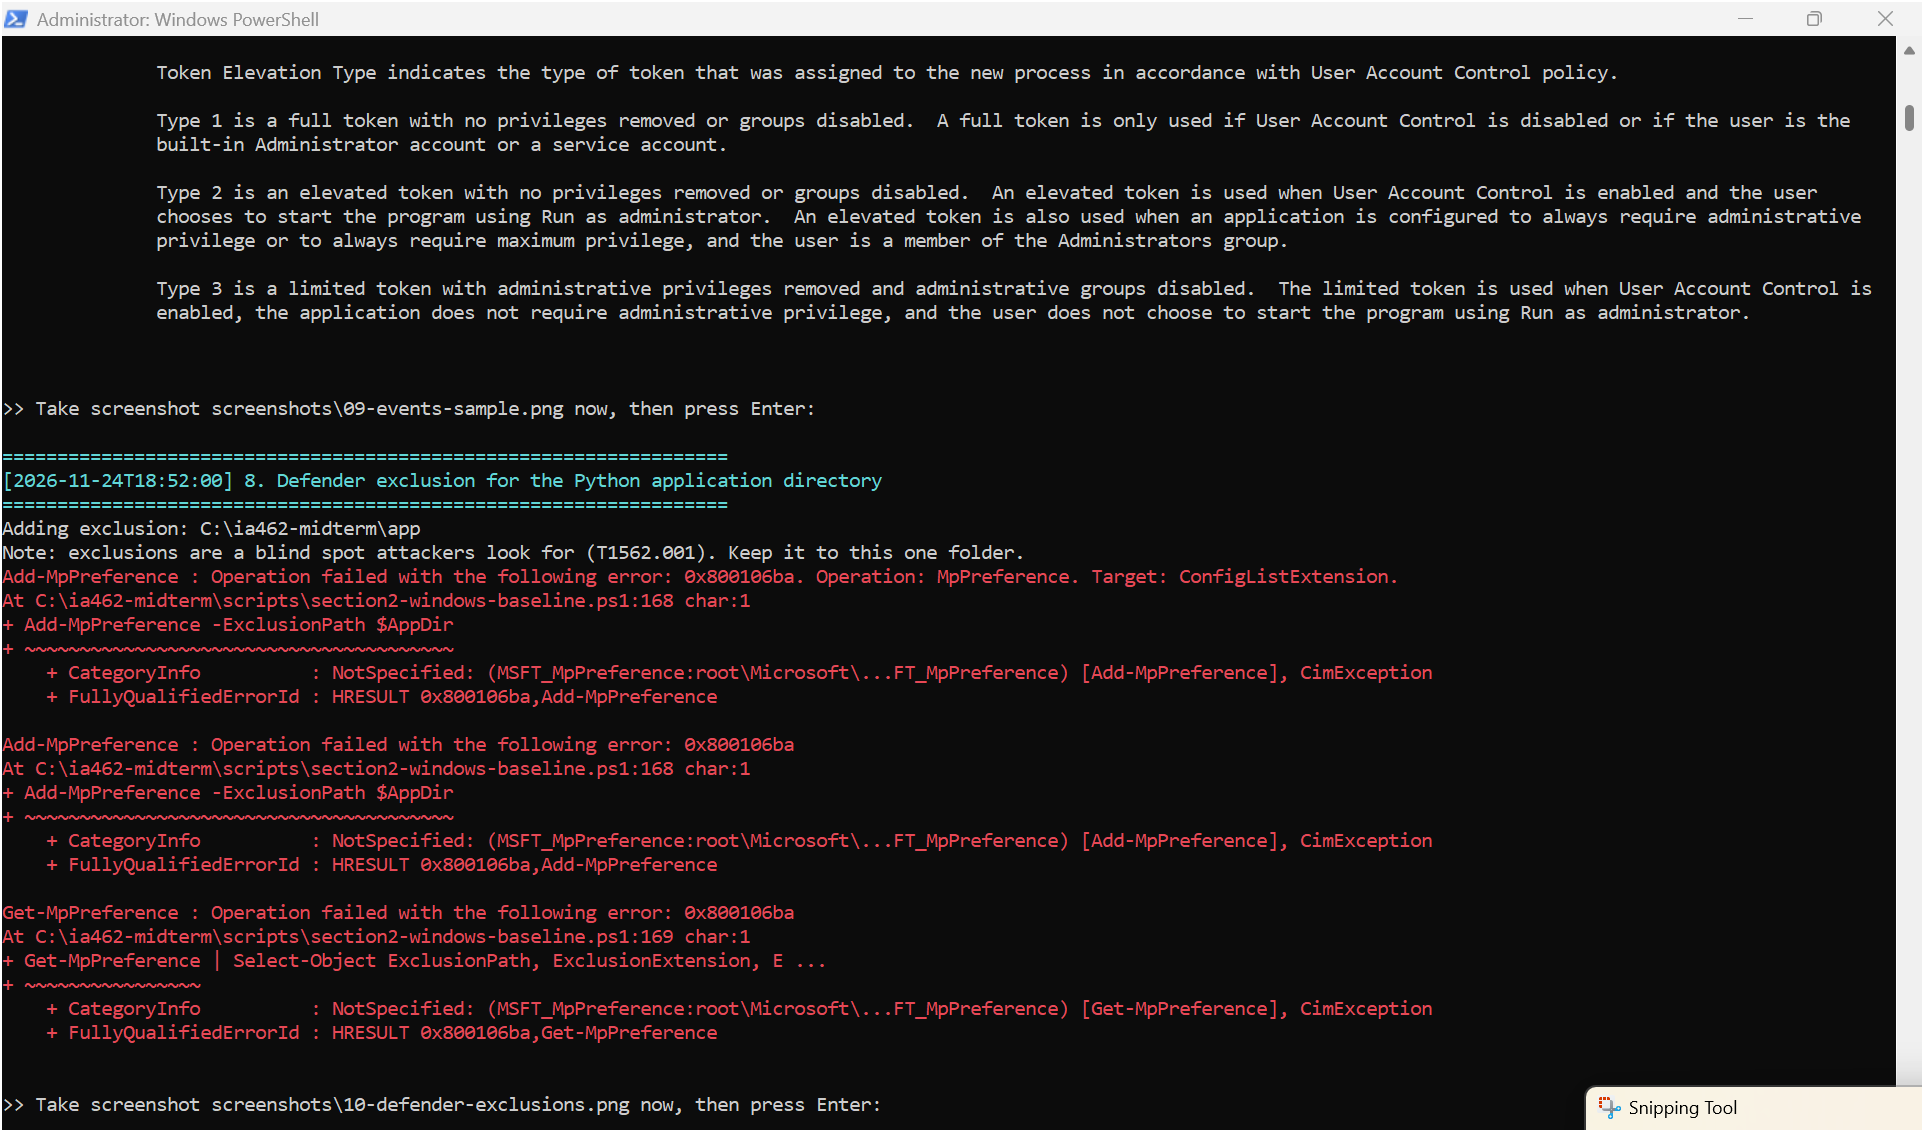 Administrator: Windows PowerShell
Token Elevation Type indicates the type of token that was assigned to the new process in accordance with User Account Control policy.
Type 1 is a full token with no privileges removed or groups disabled.  A full token is only used if User Account Control is disabled or if the user is the
built-in Administrator account or a service account.
Type 2 is an elevated token with no privileges removed or groups disabled.  An elevated token is used when User Account Control is enabled and the user
chooses to start the program using Run as administrator.  An elevated token is also used when an application is configured to always require administrative
privilege or to always require maximum privilege, and the user is a member of the Administrators group.
Type 3 is a limited token with administrative privileges removed and administrative groups disabled.  The limited token is used when User Account Control is
enabled, the application does not require administrative privilege, and the user does not choose to start the program using Run as administrator.
>> Take screenshot screenshots\09-events-sample.png now, then press Enter:
==================================================================
[2026-11-24T18:52:00] 8. Defender exclusion for the Python application directory
==================================================================
Adding exclusion: C:\ia462-midterm\app
Note: exclusions are a blind spot attackers look for (T1562.001). Keep it to this one folder.
Add-MpPreference : Operation failed with the following error: 0x800106ba. Operation: MpPreference. Target: ConfigListExtension.
At C:\ia462-midterm\scripts\section2-windows-baseline.ps1:168 char:1
+ Add-MpPreference -ExclusionPath $AppDir
+ ~~~~~~~~~~~~~~~~~~~~~~~~~~~~~~~~~~~~~~~
    + CategoryInfo          : NotSpecified: (MSFT_MpPreference:root\Microsoft\...FT_MpPreference) [Add-MpPreference], CimException
    + FullyQualifiedErrorId : HRESULT 0x800106ba,Add-MpPreference
Add-MpPreference : Operation failed with the following error: 0x800106ba
At C:\ia462-midterm\scripts\section2-windows-baseline.ps1:168 char:1
+ Add-MpPreference -ExclusionPath $AppDir
+ ~~~~~~~~~~~~~~~~~~~~~~~~~~~~~~~~~~~~~~~
    + CategoryInfo          : NotSpecified: (MSFT_MpPreference:root\Microsoft\...FT_MpPreference) [Add-MpPreference], CimException
    + FullyQualifiedErrorId : HRESULT 0x800106ba,Add-MpPreference
Get-MpPreference : Operation failed with the following error: 0x800106ba
At C:\ia462-midterm\scripts\section2-windows-baseline.ps1:169 char:1
+ Get-MpPreference | Select-Object ExclusionPath, ExclusionExtension, E ...
+ ~~~~~~~~~~~~~~~~
    + CategoryInfo          : NotSpecified: (MSFT_MpPreference:root\Microsoft\...FT_MpPreference) [Get-MpPreference], CimException
    + FullyQualifiedErrorId : HRESULT 0x800106ba,Get-MpPreference
>> Take screenshot screenshots\10-defender-exclusions.png now, then press Enter:
Snipping Tool